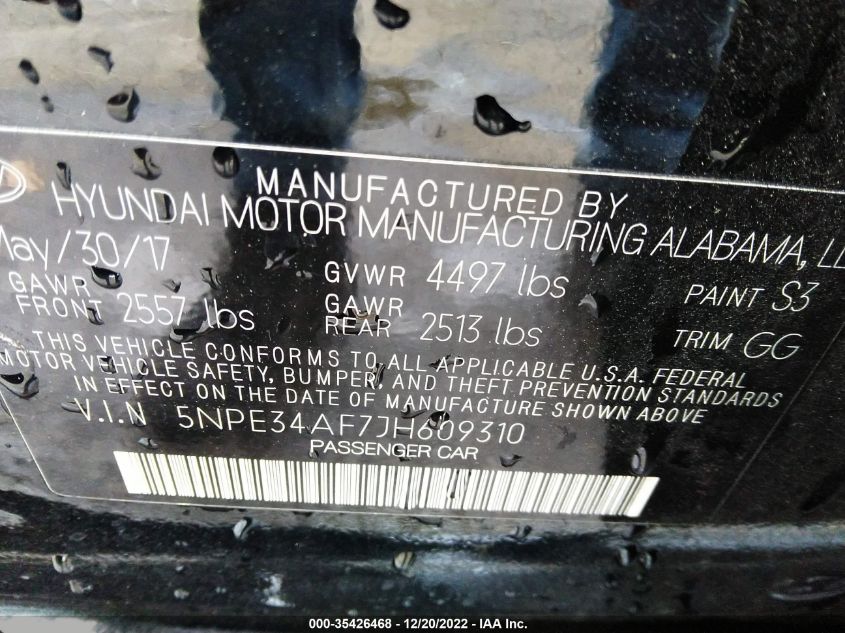 MANUFACTURED BY
HYUNDAI MOTOR MANUFACTURING ALABAMA, LL
May/30/17
GVWR 4497 lbs
PAINT S3
GAWR
FRONT 2557 lbs
GAWR
REAR 2513 lbs
TRIM GG
THIS VEHICLE CONFORMS TO ALL APPLICABLE U.S.A. FEDERAL
MOTOR VEHICLE SAFETY, BUMPER, AND THEFT PREVENTION STANDARDS
IN EFFECT ON THE DATE OF MANUFACTURE SHOWN ABOVE.
V.I.N 5NPE34AF7JH609310
PASSENGER CAR
000-35426468 - 12/20/2022 - IAA Inc.